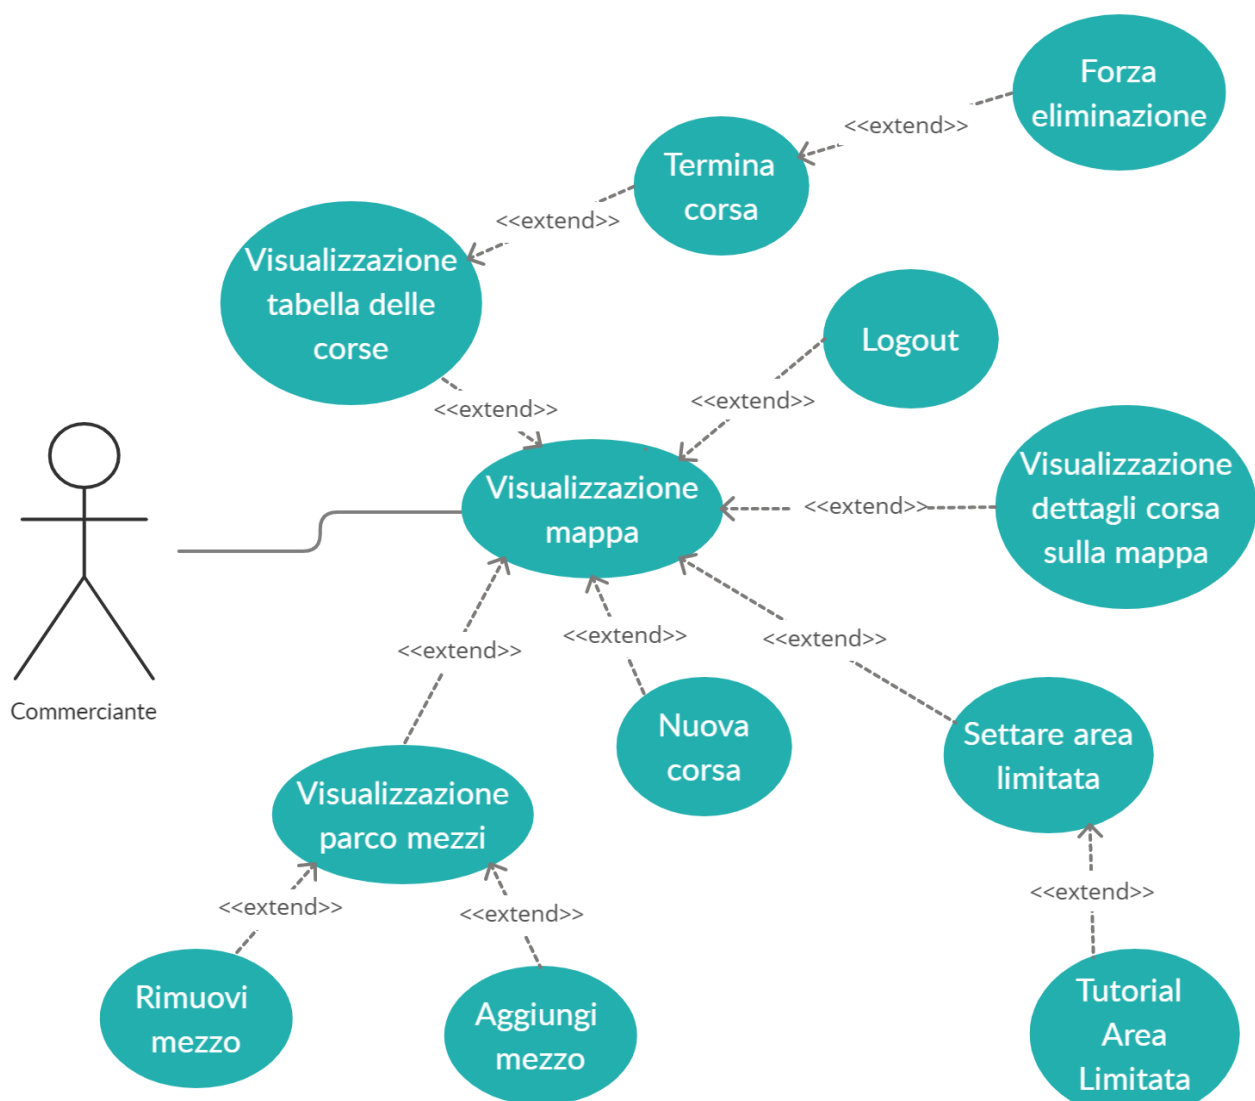 Forza
eliminazione
<<extend>>
Termina
corsa
<<extend>>
Visualizzazione
tabella delle
corse
Logout
<<extend>>
<<extend>>
Visualizzazione
dettagli corsa
sulla mappa
<<extend>>
Visualizzazione
mappa
<<extend>>
<<extend>>
<<extend>>
Commerciante
Nuova
corsa
Settare area
limitata
Visualizzazione
parco mezzi
<<extend>>
<<extend>>
<<extend>>
Rimuovi
mezzo
Aggiungi
mezzo
Tutorial
Area
Limitata